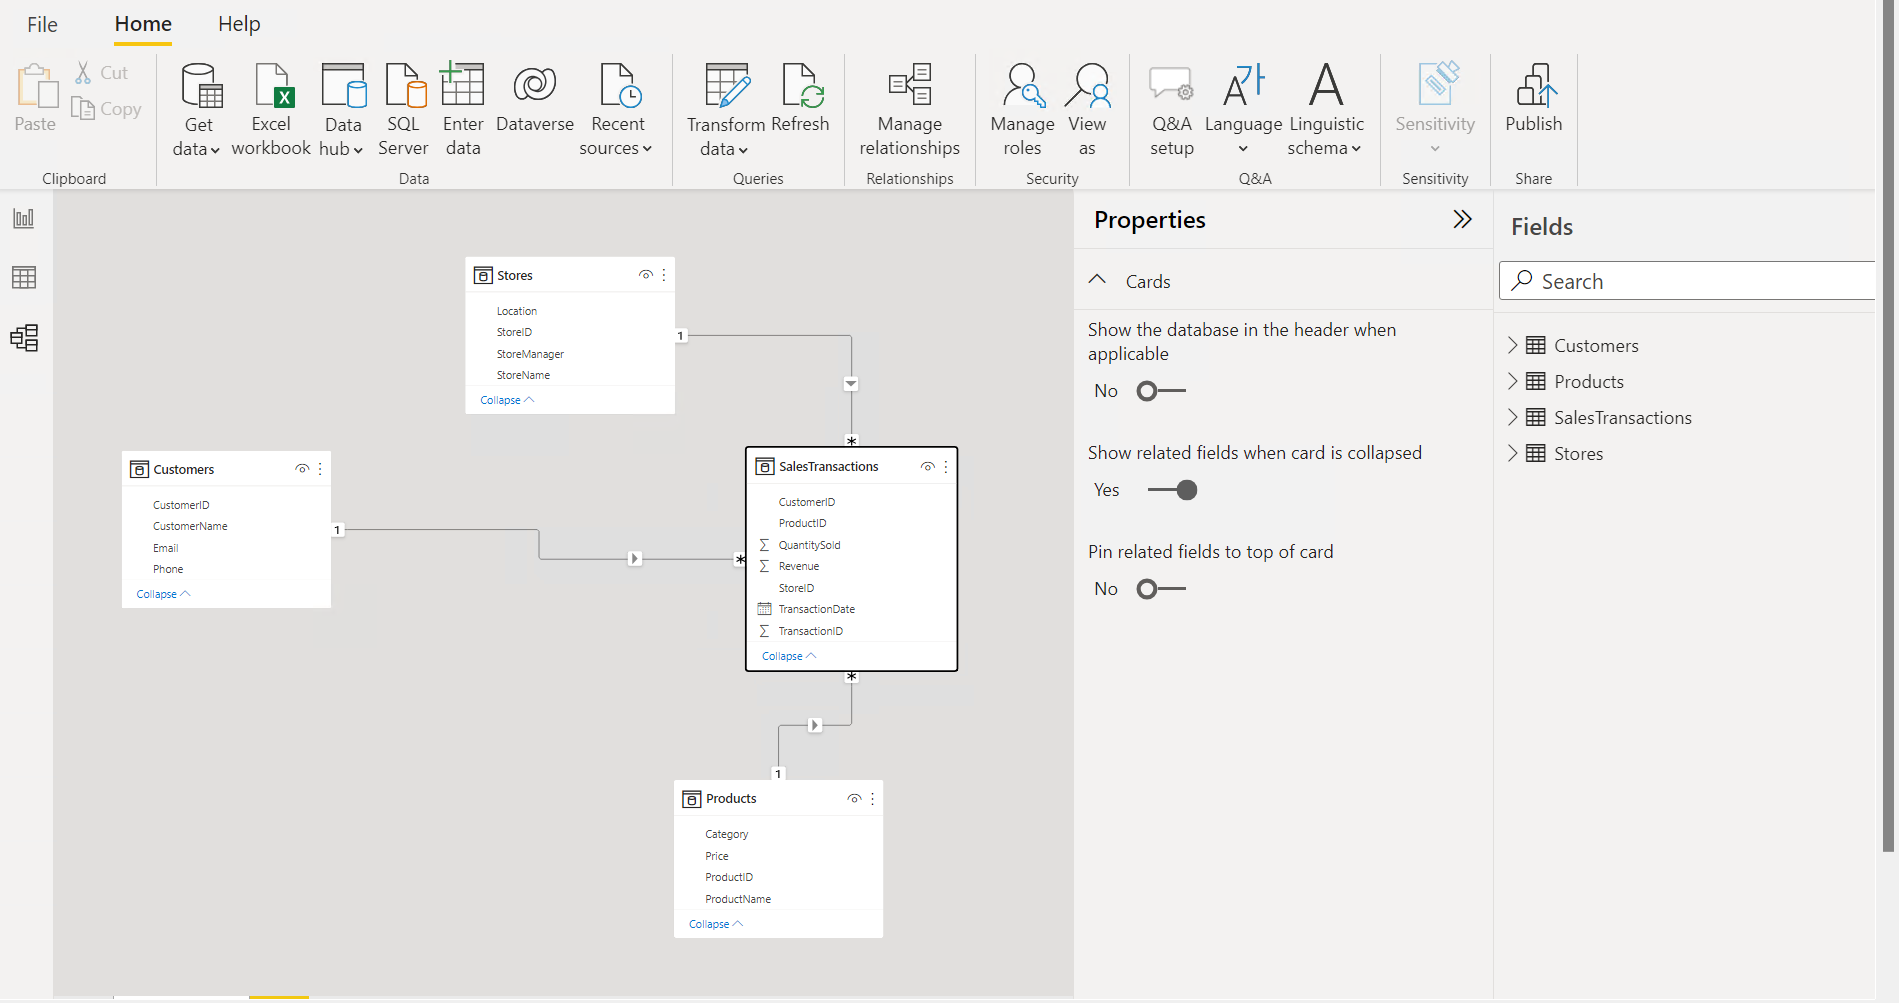 File
Home
Help
Paste
Cut
Copy
Clipboard
Get data
Excel workbook
Data hub
SQL Server
Enter data
Dataverse
Recent sources
Data
Transform data
Refresh
Queries
Manage relationships
Relationships
Manage roles
View as
Security
Q&A setup
Language
Linguistic schema
Q&A
Sensitivity
Sensitivity
Publish
Share
Stores
Location
StoreID
StoreManager
StoreName
Collapse
1
*
Customers
CustomerID
CustomerName
Email
Phone
Collapse
1
*
SalesTransactions
CustomerID
ProductID
∑ QuantitySold
∑ Revenue
StoreID
TransactionDate
∑ TransactionID
Collapse
*
1
Products
Category
Price
ProductID
ProductName
Collapse
Properties
Cards
Show the database in the header when
applicable
No
Show related fields when card is collapsed
Yes
Pin related fields to top of card
No
Fields
Search
Customers
Products
SalesTransactions
Stores